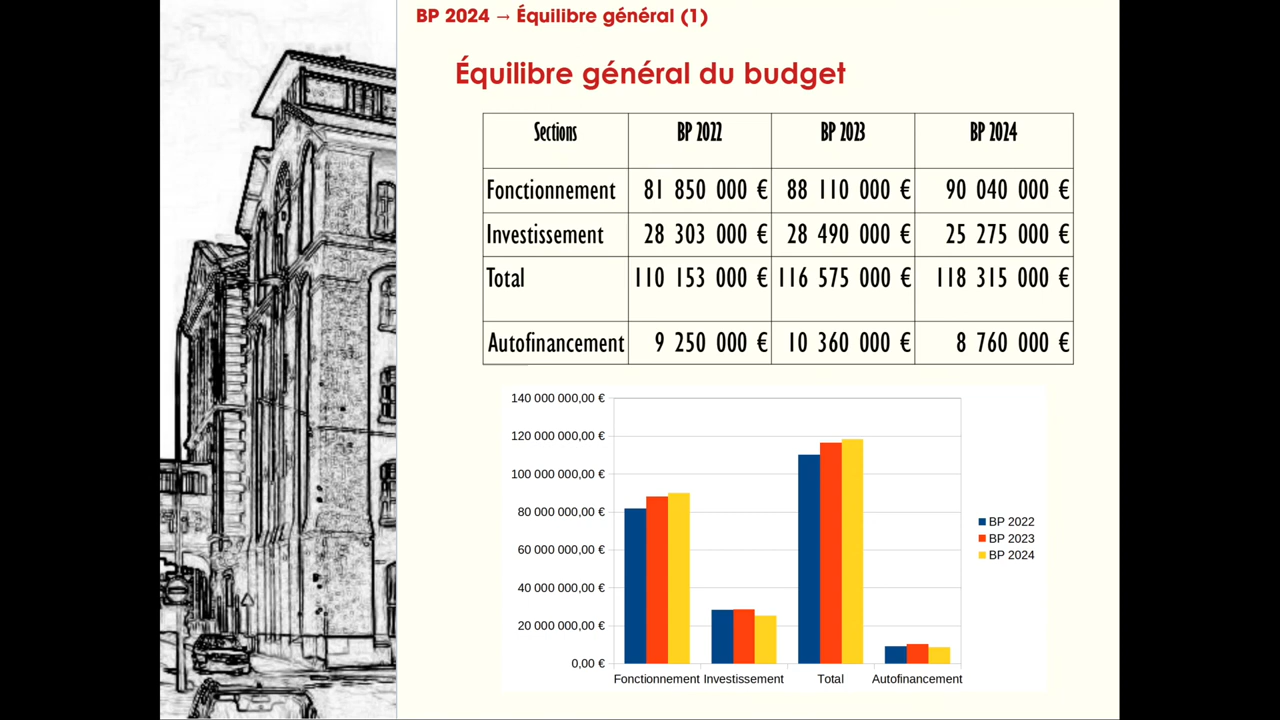 BP 2024 → Équilibre général (1)
Équilibre général du budget
Sections BP 2022 BP 2023 BP 2024
Fonctionnement 81 850 000 € 88 110 000 € 90 040 000 €
Investissement 28 303 000 € 28 490 000 € 25 275 000 €
Total 110 153 000 € 116 575 000 € 118 315 000 €
Autofinancement 9 250 000 € 10 360 000 € 8 760 000 €
140 000 000,00 €
120 000 000,00 €
100 000 000,00 €
80 000 000,00 €
60 000 000,00 €
40 000 000,00 €
20 000 000,00 €
0,00 €
Fonctionnement Investissement Total Autofinancement
BP 2022
BP 2023
BP 2024